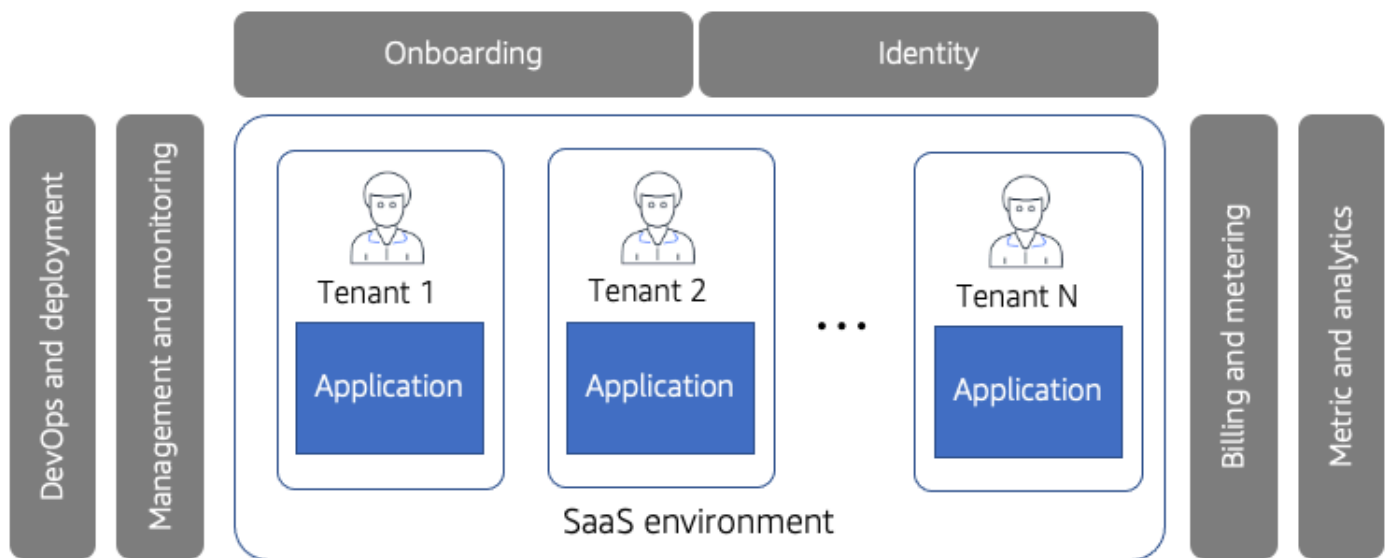 Onboarding
Identity
DevOps and deployment
Management and monitoring
Tenant 1
Application
Tenant 2
Application
...
Tenant N
Application
SaaS environment
Billing and metering
Metric and analytics